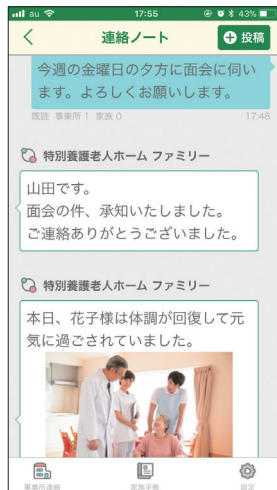 au 17:55 43%
連絡ノート
投稿
今週の金曜日の夕方に面会に伺い
ます。よろしくお願いします。
既読 事業所 1 家族 0 17:48
特別養護老人ホーム ファミリー
山田です。
面会の件、承知いたしました。
ご連絡ありがとうございました。
特別養護老人ホーム ファミリー
本日、花子様は体調が回復して元
気に過ごされていました。
事業所連絡 家族手帳 設定